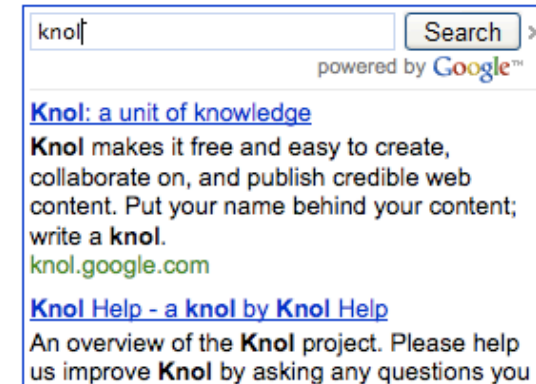 knol
Search
powered by Google™
Knol: a unit of knowledge
Knol makes it free and easy to create,
collaborate on, and publish credible web
content. Put your name behind your content;
write a knol.
knol.google.com
Knol Help - a knol by Knol Help
An overview of the Knol project. Please help
us improve Knol by asking any questions you